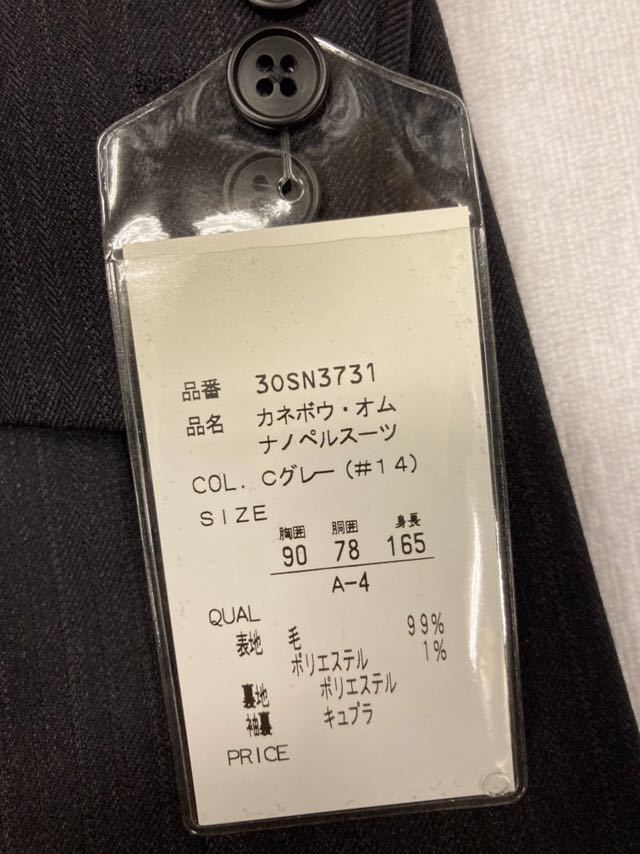 品番 30SN3731
品名 カネボウ・オム
ナノペルスーツ
COL. Cグレー(#14)
SIZE
胸囲 胴囲 身長
90 78 165
A-4
QUAL
表地 毛 99%
ポリエステル 1%
裏地 ポリエステル
袖裏 キュプラ
PRICE